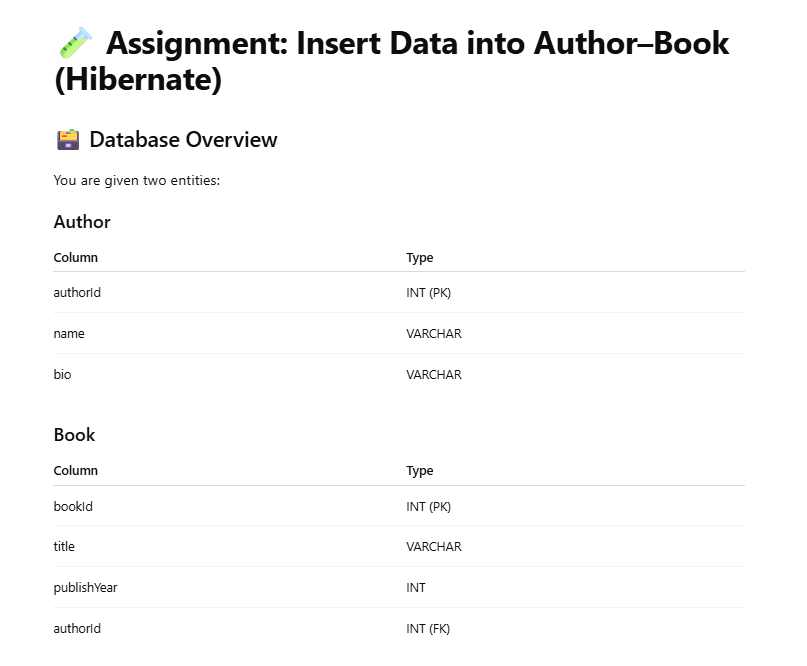 Assignment: Insert Data into Author–Book
(Hibernate)
Database Overview
You are given two entities:
Author
Column Type
authorId INT (PK)
name VARCHAR
bio VARCHAR
Book
Column Type
bookId INT (PK)
title VARCHAR
publishYear INT
authorId INT (FK)